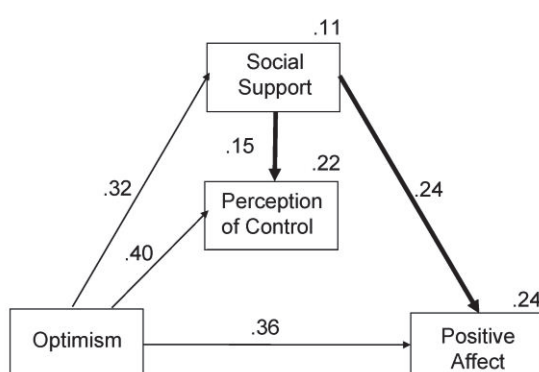 .11
Social
Support
.15
.22
.32
.24
Perception
of Control
.40
.24
Optimism
.36
Positive
Affect